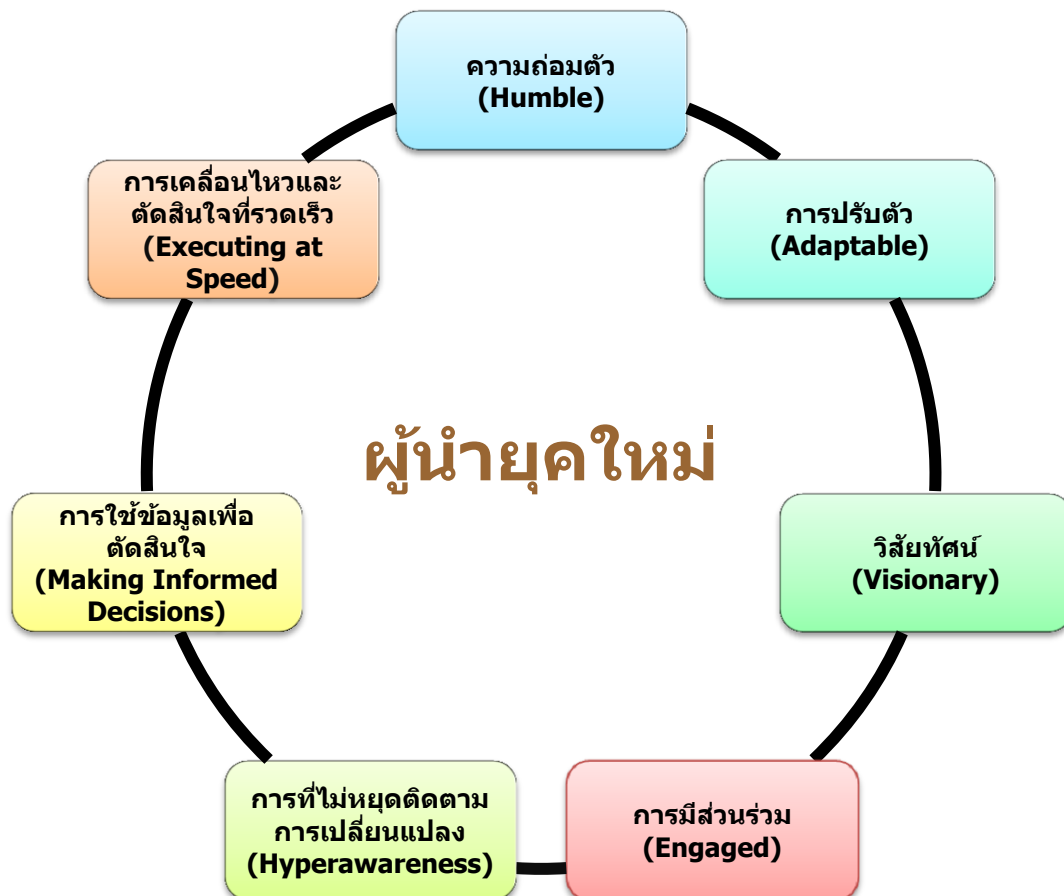 ความถ่อมตัว
(Humble)
การปรับตัว
(Adaptable)
วิสัยทัศน์
(Visionary)
การมีส่วนร่วม
(Engaged)
การที่ไม่หยุดติดตาม
การเปลี่ยนแปลง
(Hyperawareness)
การใช้ข้อมูลเพื่อ
ตัดสินใจ
(Making Informed
Decisions)
การเคลื่อนไหวและ
ตัดสินใจที่รวดเร็ว
(Executing at
Speed)
ผู้นำยุคใหม่